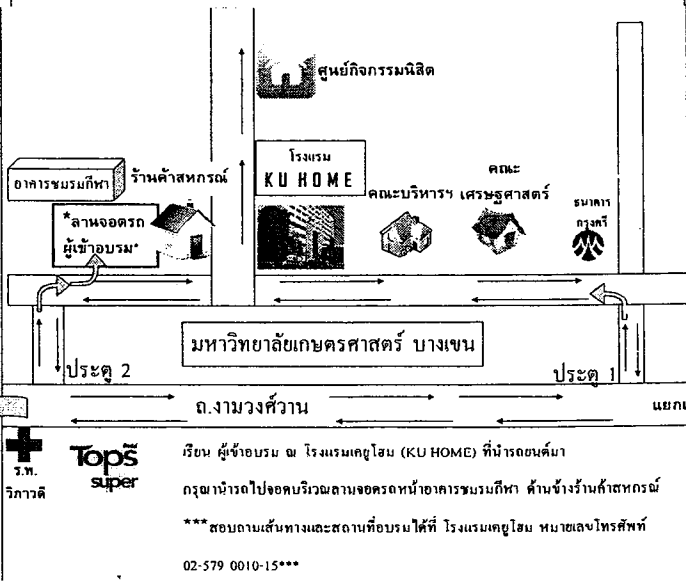 ศูนย์กิจกรรมนิสิต
โรงแรม
KU HOME
อาคารชมรมกีฬา
ร้านค้าสหกรณ์
คณะบริหารฯ
คณะ
เศรษฐศาสตร์
ธนาคาร
กรุงศรี
*ลานจอดรถ
ผู้เข้าอบรม*
มหาวิทยาลัยเกษตรศาสตร์ บางเขน
ประตู 2
ประตู 1
ถ.งามวงศ์วาน
ร.พ.
วิภาวดี
Tops
super
เรียน ผู้เข้าอบรม ณ โรงแรมเคยูโฮม (KU HOME) ที่นำรถยนต์มา
กรุณานำรถไปจอดบริเวณลานจอดรถหน้าอาคารชมรมกีฬา ด้านข้างร้านค้าสหกรณ์
***สอบถามเส้นทางและสถานที่อบรมได้ที่ โรงแรมเคยูโฮม หมายเลขโทรศัพท์
02-579 0010-15***